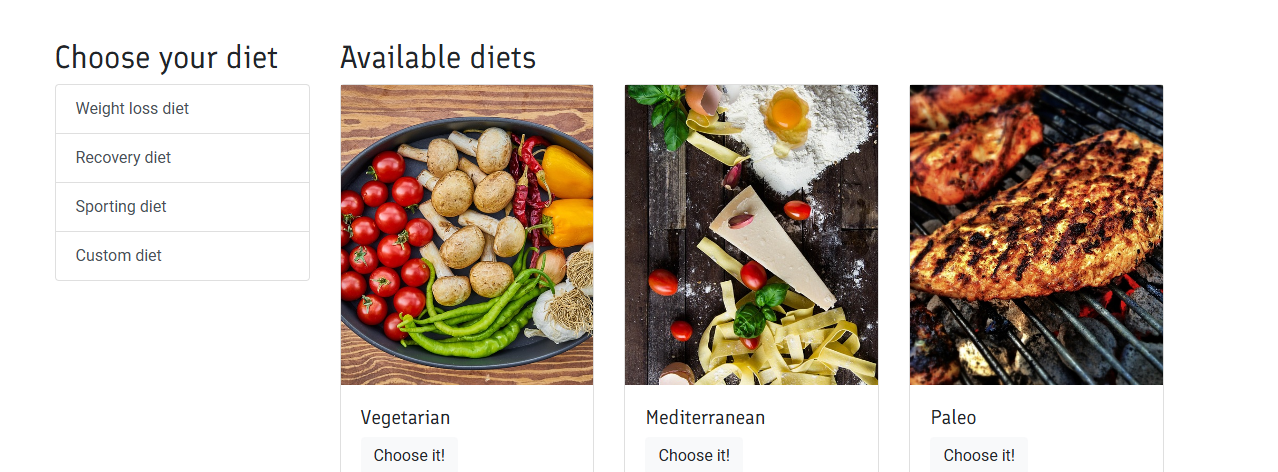 Choose your diet
Weight loss diet
Recovery diet
Sporting diet
Custom diet
Available diets
Vegetarian
Choose it!
Mediterranean
Choose it!
Paleo
Choose it!